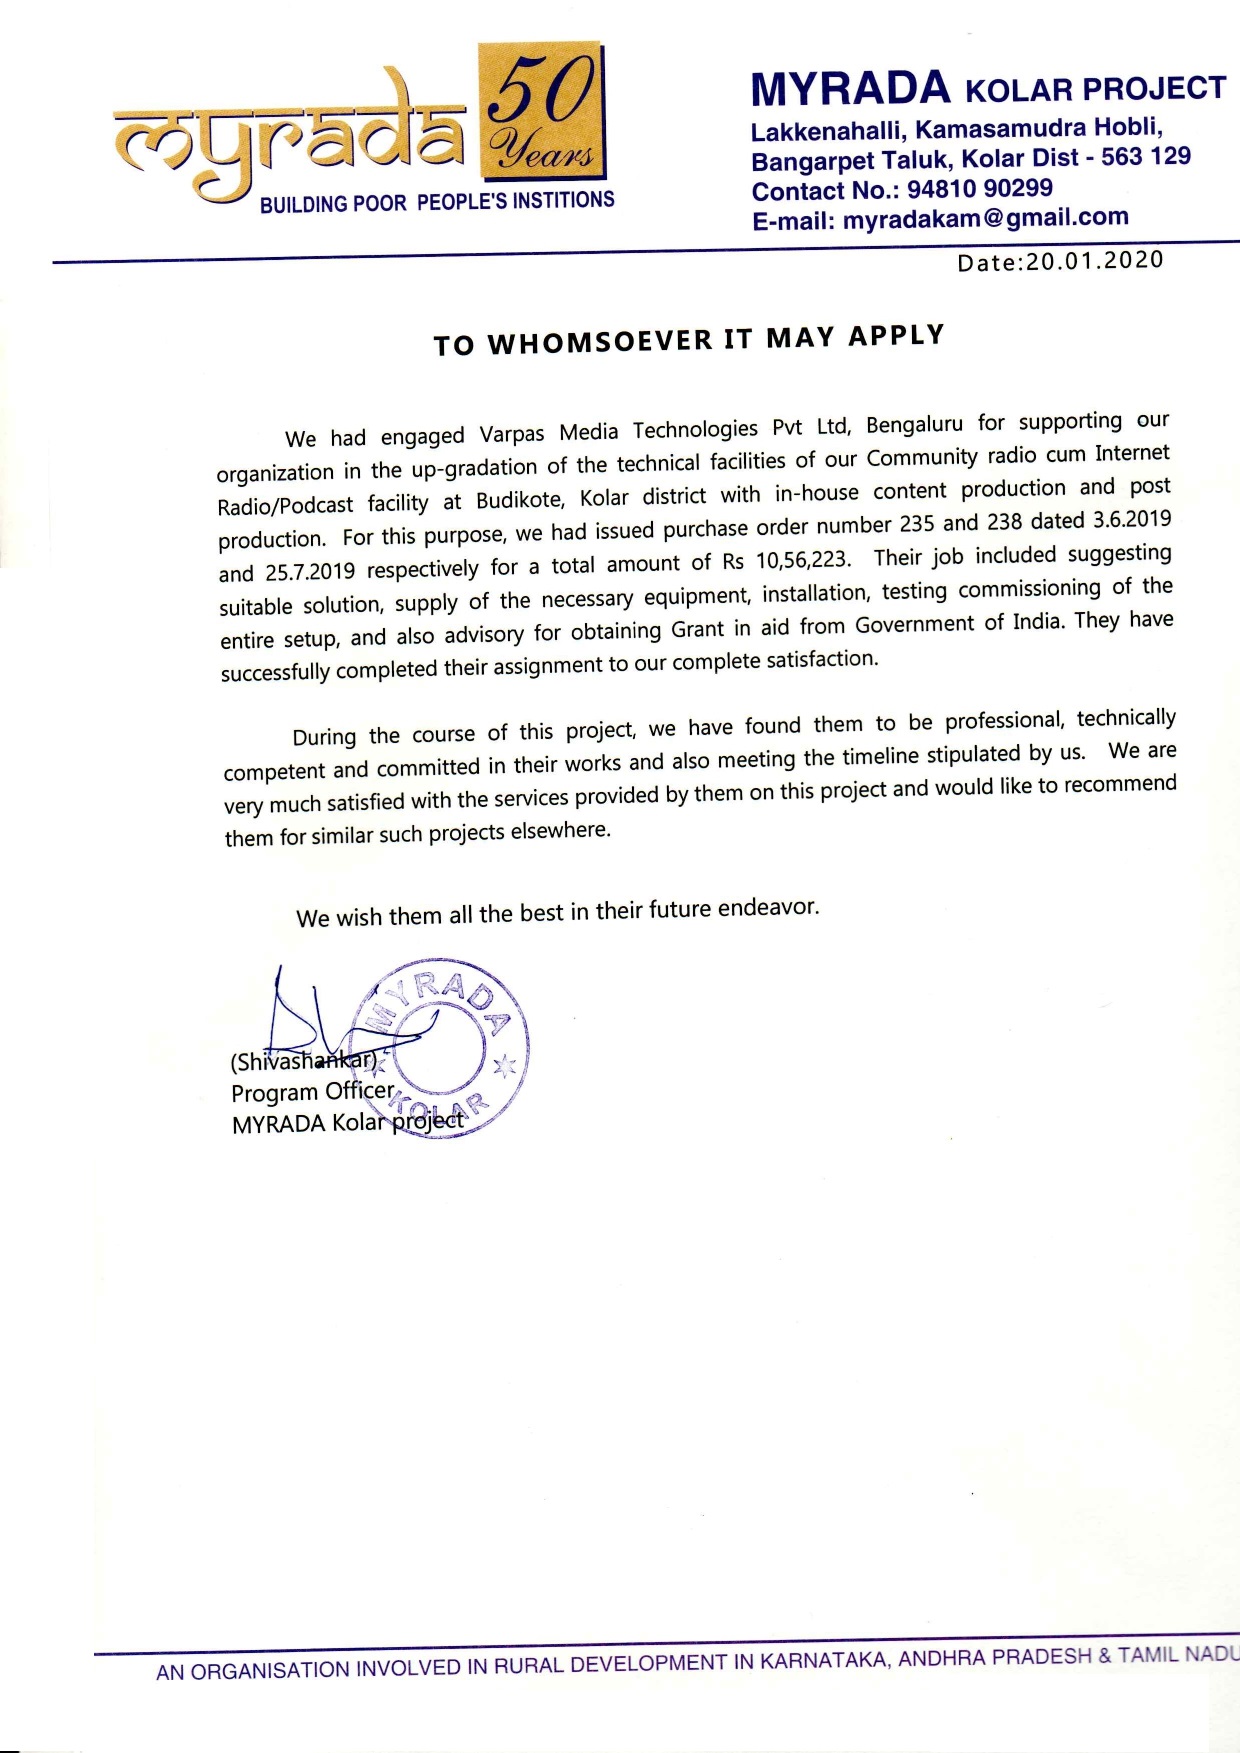 myrada
50
Years
BUILDING POOR PEOPLE'S INSTITIONS
MYRADA KOLAR PROJECT
Lakkenahalli, Kamasamudra Hobli,
Bangarpet Taluk, Kolar Dist - 563 129
Contact No.: 94810 90299
E-mail: myradakam@gmail.com
Date:20.01.2020
TO WHOMSOEVER IT MAY APPLY
We had engaged Varpas Media Technologies Pvt Ltd, Bengaluru for supporting our
organization in the up-gradation of the technical facilities of our Community radio cum Internet
Radio/Podcast facility at Budikote, Kolar district with in-house content production and post
production. For this purpose, we had issued purchase order number 235 and 238 dated 3.6.2019
and 25.7.2019 respectively for a total amount of Rs 10,56,223. Their job included suggesting
suitable solution, supply of the necessary equipment, installation, testing commissioning of the
entire setup, and also advisory for obtaining Grant in aid from Government of India. They have
successfully completed their assignment to our complete satisfaction.
During the course of this project, we have found them to be professional, technically
competent and committed in their works and also meeting the timeline stipulated by us. We are
very much satisfied with the services provided by them on this project and would like to recommend
them for similar such projects elsewhere.
We wish them all the best in their future endeavor.
MYRADA
KOLAR
(Shivashankar)
Program Officer
MYRADA Kolar project
AN ORGANISATION INVOLVED IN RURAL DEVELOPMENT IN KARNATAKA, ANDHRA PRADESH & TAMIL NADU